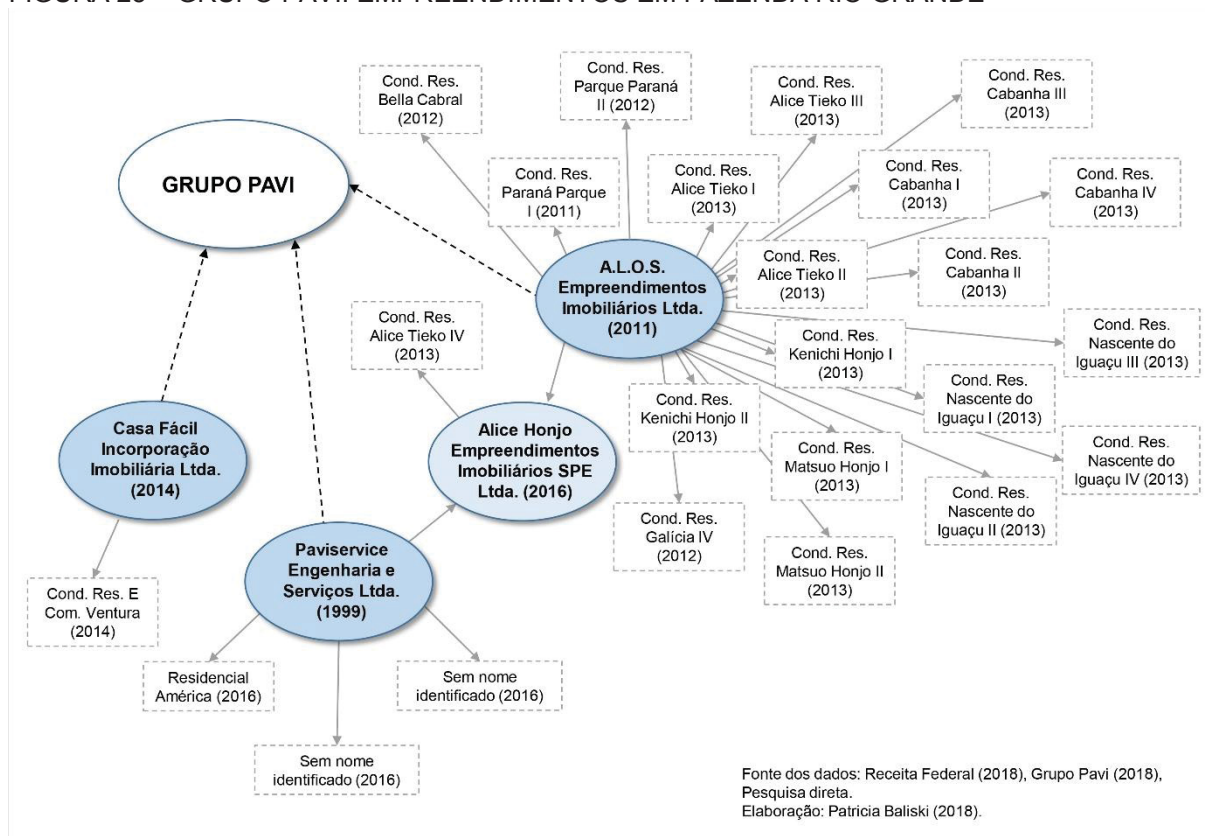 Cond. Res.
Bella Cabral
(2012)
Cond. Res.
Parque Paraná
II (2012)
Cond. Res.
Alice Tieko III
(2013)
Cond. Res.
Cabanha III
(2013)
GRUPO PAVI
Cond. Res.
Paraná Parque
I (2011)
Cond. Res.
Alice Tieko I
(2013)
Cond. Res.
Cabanha I
(2013)
Cond. Res.
Cabanha IV
(2013)
A.L.O.S.
Empreendimentos
Imobiliários Ltda.
(2011)
Cond. Res.
Alice Tieko II
(2013)
Cond. Res.
Cabanha II
(2013)
Cond. Res.
Alice Tieko IV
(2013)
Cond. Res.
Kenichi Honjo I
(2013)
Cond. Res.
Nascente do
Iguaçu III (2013)
Cond. Res.
Nascente do
Iguaçu I (2013)
Cond. Res.
Kenichi Honjo II
(2013)
Casa Fácil
Incorporação
Imobiliária Ltda.
(2014)
Alice Honjo
Empreendimentos
Imobiliários SPE
Ltda. (2016)
Cond. Res.
Matsuo Honjo I
(2013)
Cond. Res.
Nascente do
Iguaçu IV (2013)
Cond. Res.
Nascente do
Iguaçu II (2013)
Cond. Res.
Galícia IV
(2012)
Cond. Res.
Matsuo Honjo II
(2013)
Paviservice
Engenharia e
Serviços Ltda.
(1999)
Cond. Res. E
Com. Ventura
(2014)
Residencial
América (2016)
Sem nome
identificado (2016)
Sem nome
identificado (2016)
Fonte dos dados: Receita Federal (2018), Grupo Pavi (2018),
Pesquisa direta.
Elaboração: Patricia Baliski (2018).